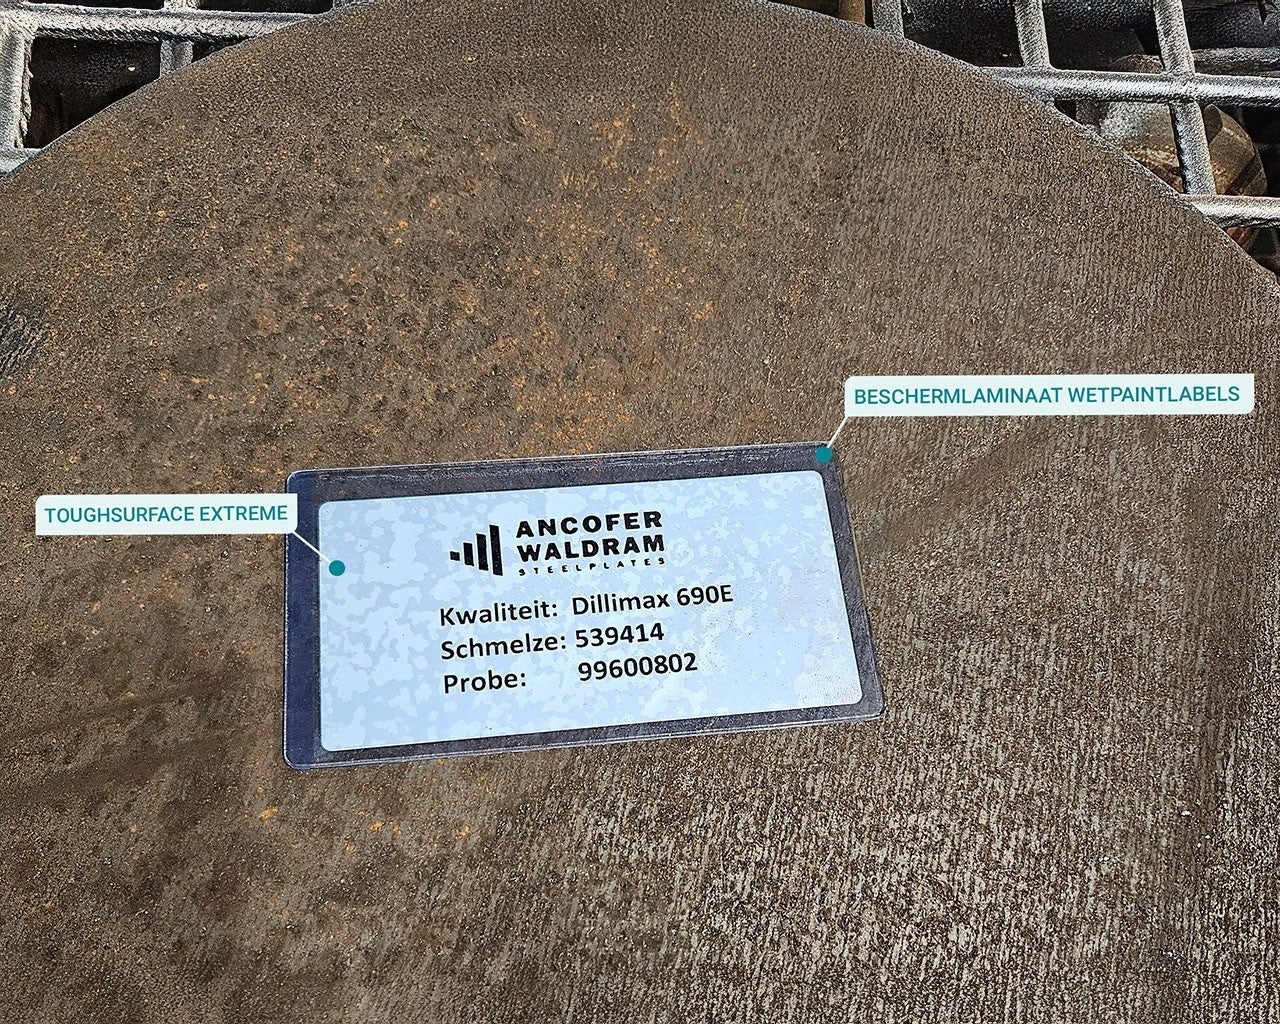 BESCHERMLAMINAAT WETPAINTLABELS
TOUGHSURFACE EXTREME
ANCOFER
WALDRAM
STEELPLATES
Kwaliteit: Dillimax 690E
Schmelze: 539414
Probe: 99600802